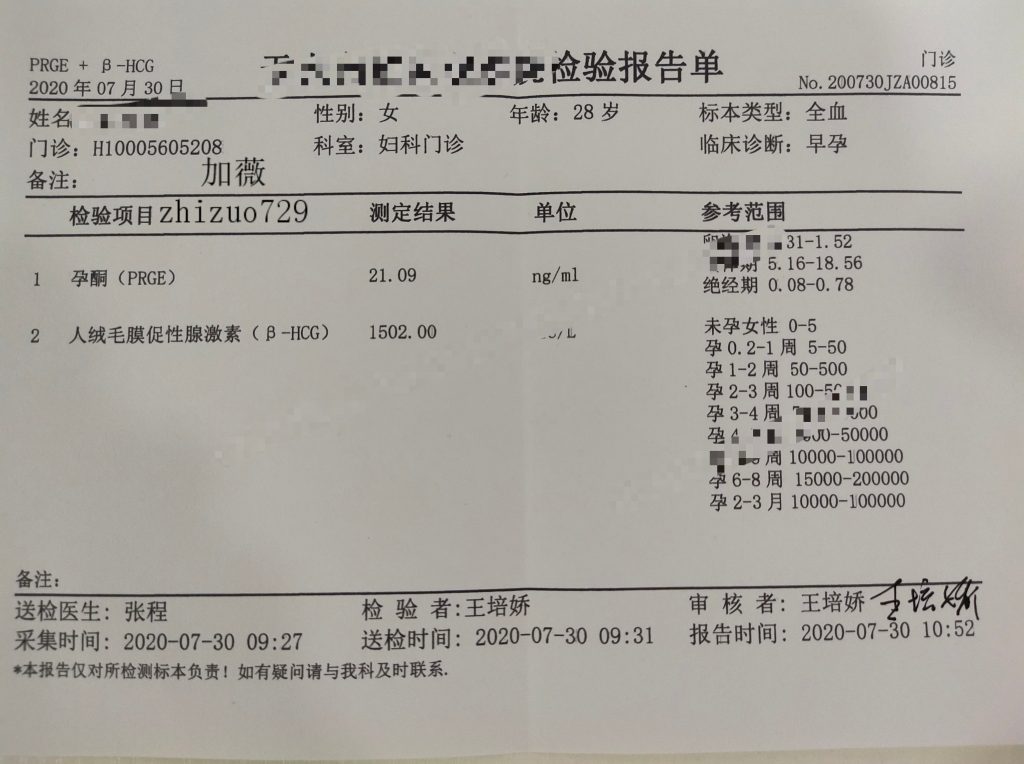 PRGE + β-HCG
检验报告单
门诊
2020 年 07 月 30 日
No. 200730JZA00815
姓名 性别: 女 年龄: 28 岁 标本类型: 全血
门诊: H10005605208 科室: 妇科门诊 临床诊断: 早孕
备注: 加薇
检验项目zhizuo729 测定结果 单位 参考范围
31-1.52
1 孕酮（PRGE） 21.09 ng/ml 期 5.16-18.56
绝经期 0.08-0.78
2 人绒毛膜促性腺激素（β-HCG） 1502.00 /L 未孕女性 0-5
孕 0.2-1 周 5-50
孕 1-2 周 50-500
孕 2-3 周 100-5
孕 3-4 周 00
孕 4 00-50000
周 10000-100000
孕 6-8 周 15000-200000
孕 2-3 月 10000-100000
备注:
送检医生: 张程 检 验 者: 王培娇 审 核 者: 王培娇 王培娇
采集时间: 2020-07-30 09:27 送检时间: 2020-07-30 09:31 报告时间: 2020-07-30 10:52
*本报告仅对所检测标本负责! 如有疑问请与我科及时联系.